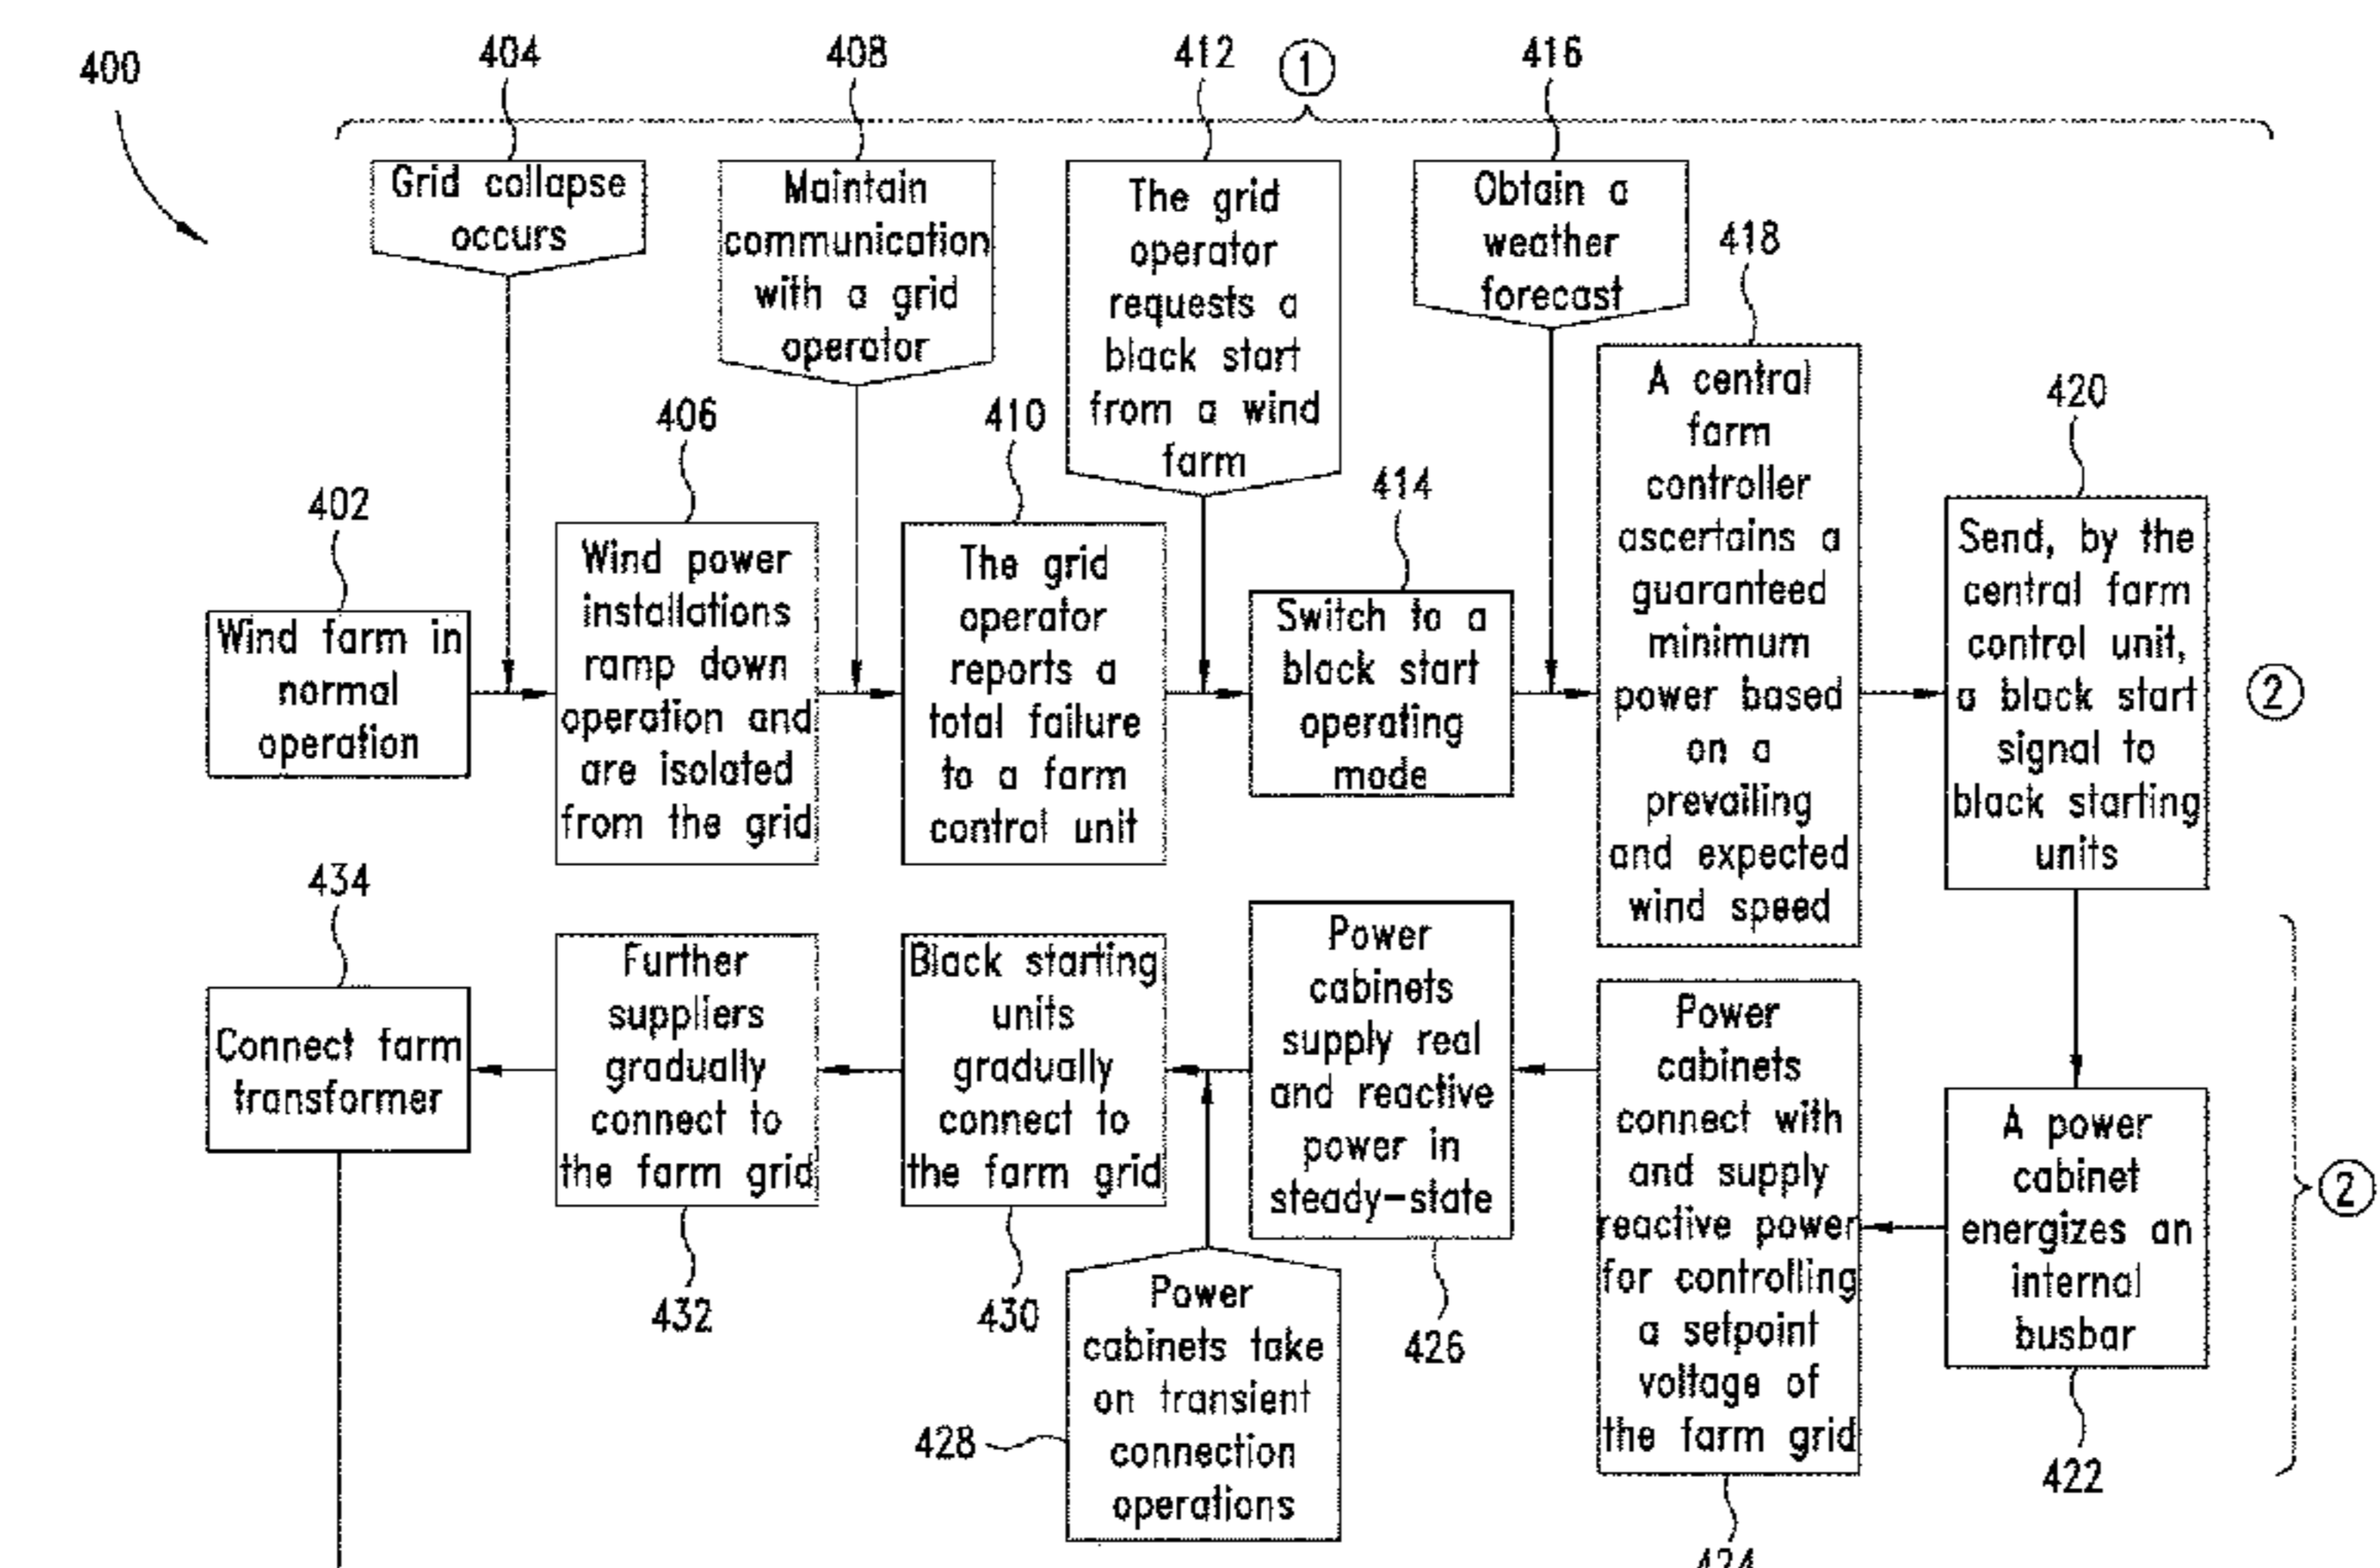 400
404
408
412
1
416
Grid collapse
occurs
Maintain
communication
with a grid
operator
The grid
operator
requests a
black start
from a wind
farm
Obtain a
weather
forecast
418
A central
farm
controller
ascertains a
guaranteed
minimum
power based
on a
prevailing
and expected
wind speed
402
Wind farm in
normal
operation
406
Wind power
installations
ramp down
operation and
are isolated
from the grid
410
The grid
operator
reports a
total failure
to a farm
control unit
414
Switch to a
black start
operating
mode
420
Send, by the
central farm
control unit,
a black start
signal to
black starting
units
2
434
Connect farm
transformer
Further
suppliers
gradually
connect to
the farm grid
432
Black starting
units
gradually
connect to
the farm grid
430
Power
cabinets
supply real
and reactive
power in
steady-state
426
Power
cabinets take
on transient
connection
operations
428
Power
cabinets
connect with
and supply
reactive power
for controlling
a setpoint
voltage of
the farm grid
424
A power
cabinet
energizes an
internal
busbar
422
2